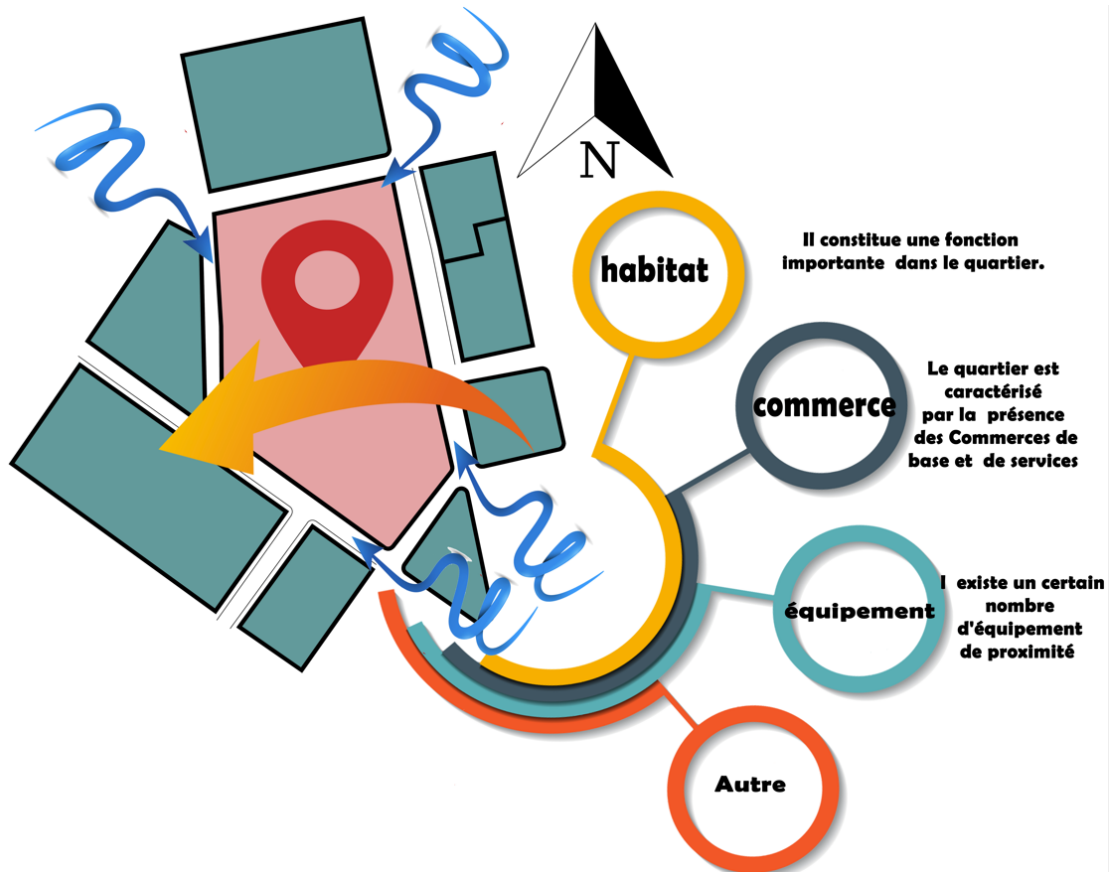 N
habitat
Il constitue une fonction
importante dans le quartier.
commerce
Le quartier est
caractérisé
par la présence
des Commerces de
base et de services
équipement
I existe un certain
nombre
d'équipement
de proximité
Autre